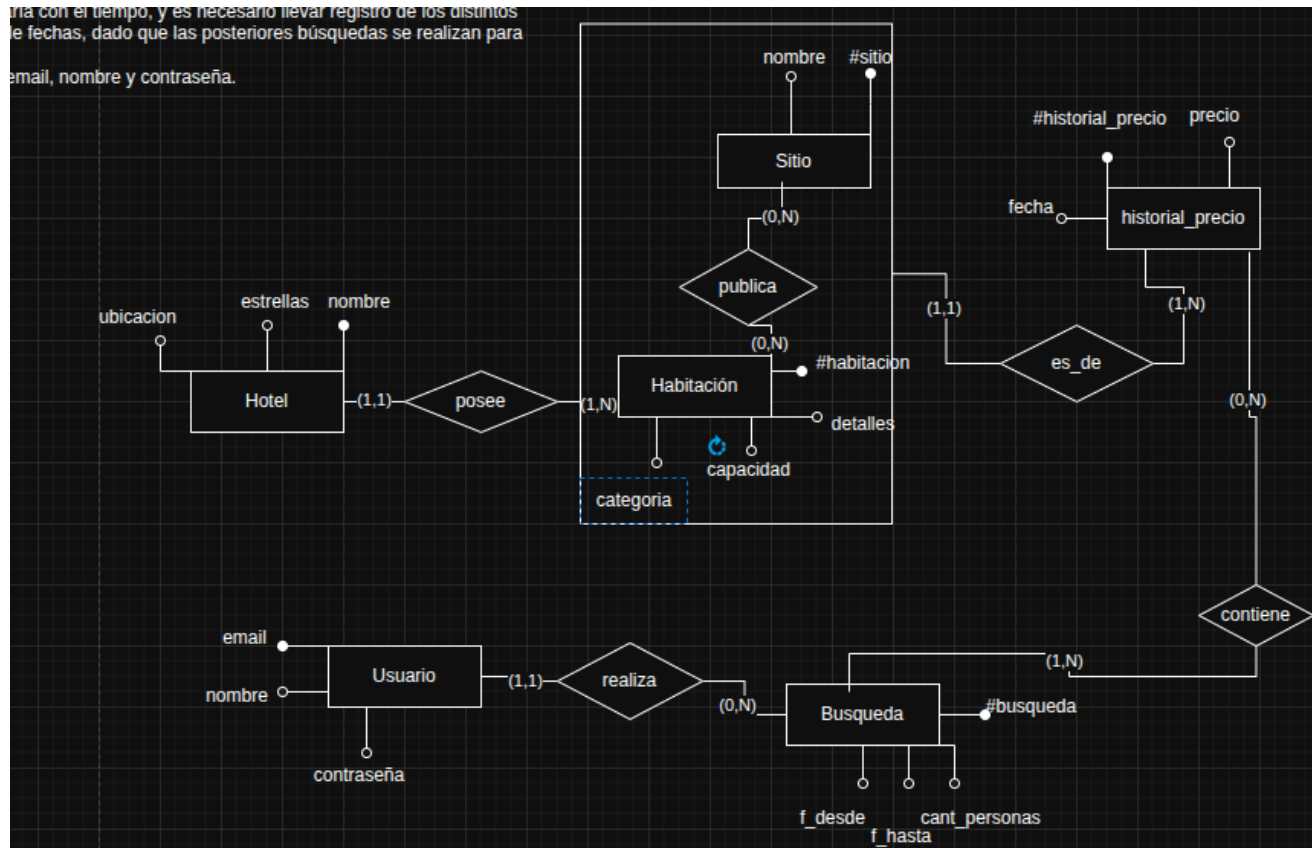 con el tiempo, y es necesario llevar registro de los distintos
de fechas, dado que las posteriores búsquedas se realizan para
email, nombre y contraseña.
nombre
#sitio
Sitio
(0,N)
publica
(0,N)
#historial_precio
precio
fecha
historial_precio
(1,1)
(1,N)
es_de
(0,N)
ubicacion
estrellas
nombre
Hotel
(1,1)
posee
(1,N)
Habitación
#habitacion
detalles
capacidad
categoria
contiene
email
nombre
Usuario
contraseña
(1,1)
realiza
(0,N)
(1,N)
Busqueda
#busqueda
f_desde
f_hasta
cant_personas